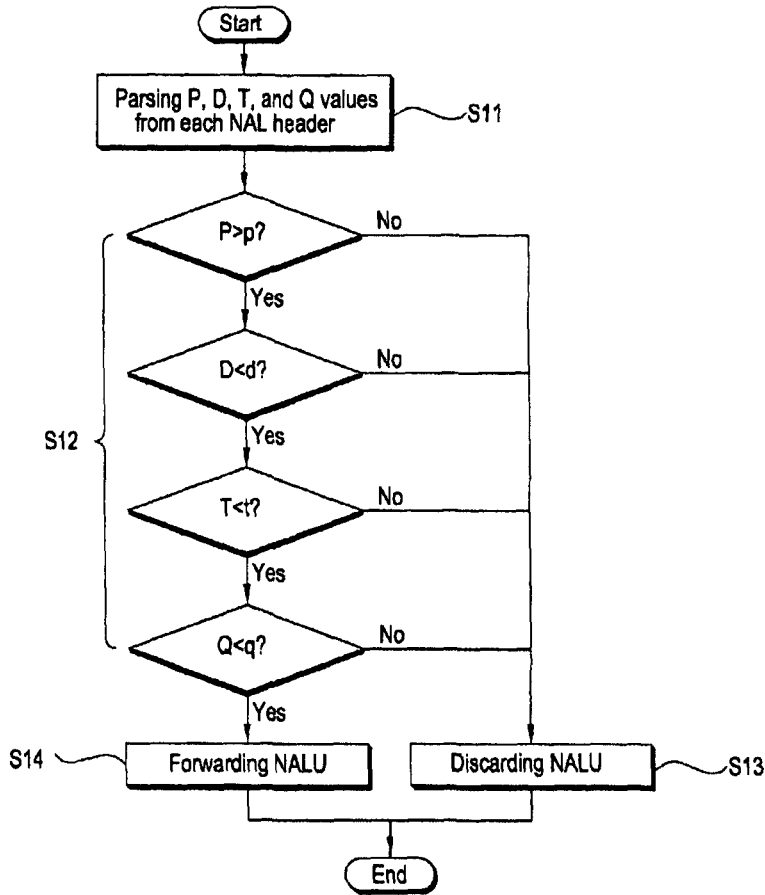 Start
Parsing P, D, T, and Q values
from each NAL header
S11
P>p?
No
Yes
D<d?
No
S12
Yes
T<t?
No
Yes
Q<q?
No
Yes
S14
Forwarding NALU
Discarding NALU
S13
End